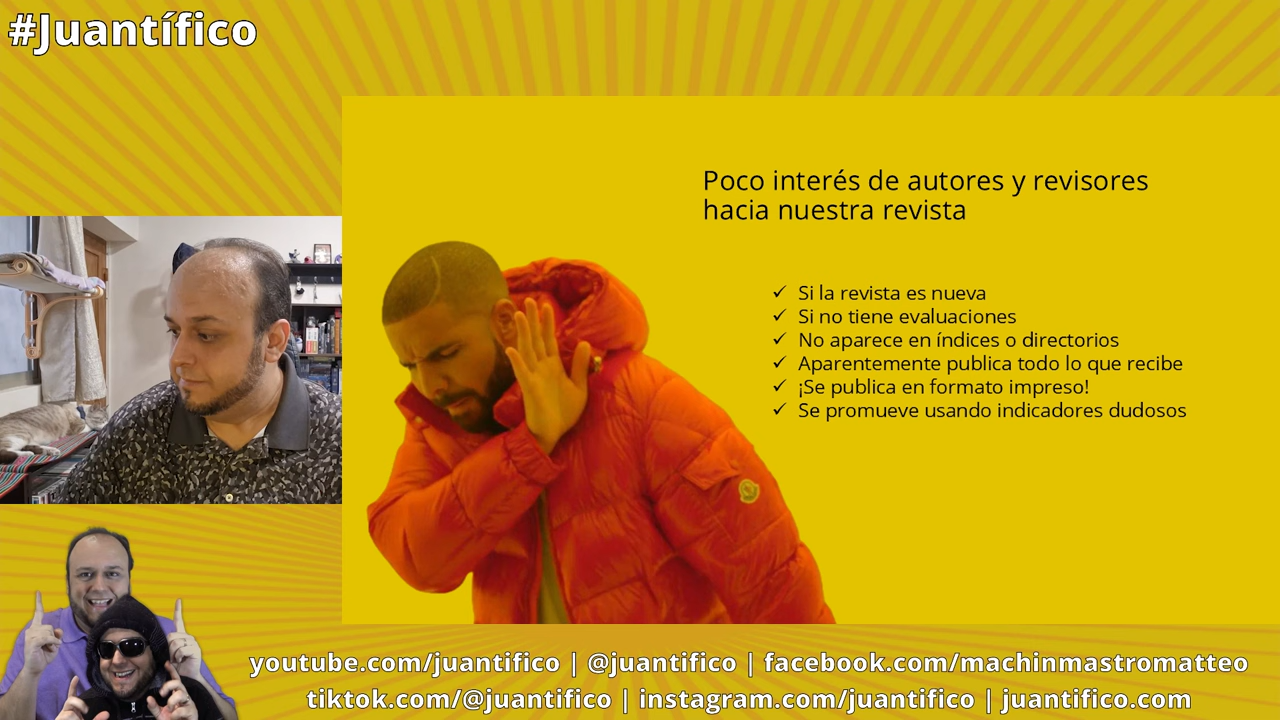 #Juantífico
Poco interés de autores y revisores
hacia nuestra revista
✓ Si la revista es nueva
✓ Si no tiene evaluaciones
✓ No aparece en índices o directorios
✓ Aparentemente publica todo lo que recibe
✓ ¡Se publica en formato impreso!
✓ Se promueve usando indicadores dudosos
youtube.com/juantifico | @juantifico | facebook.com/machinmastromatteo
tiktok.com/@juantifico | instagram.com/juantifico | juantifico.com